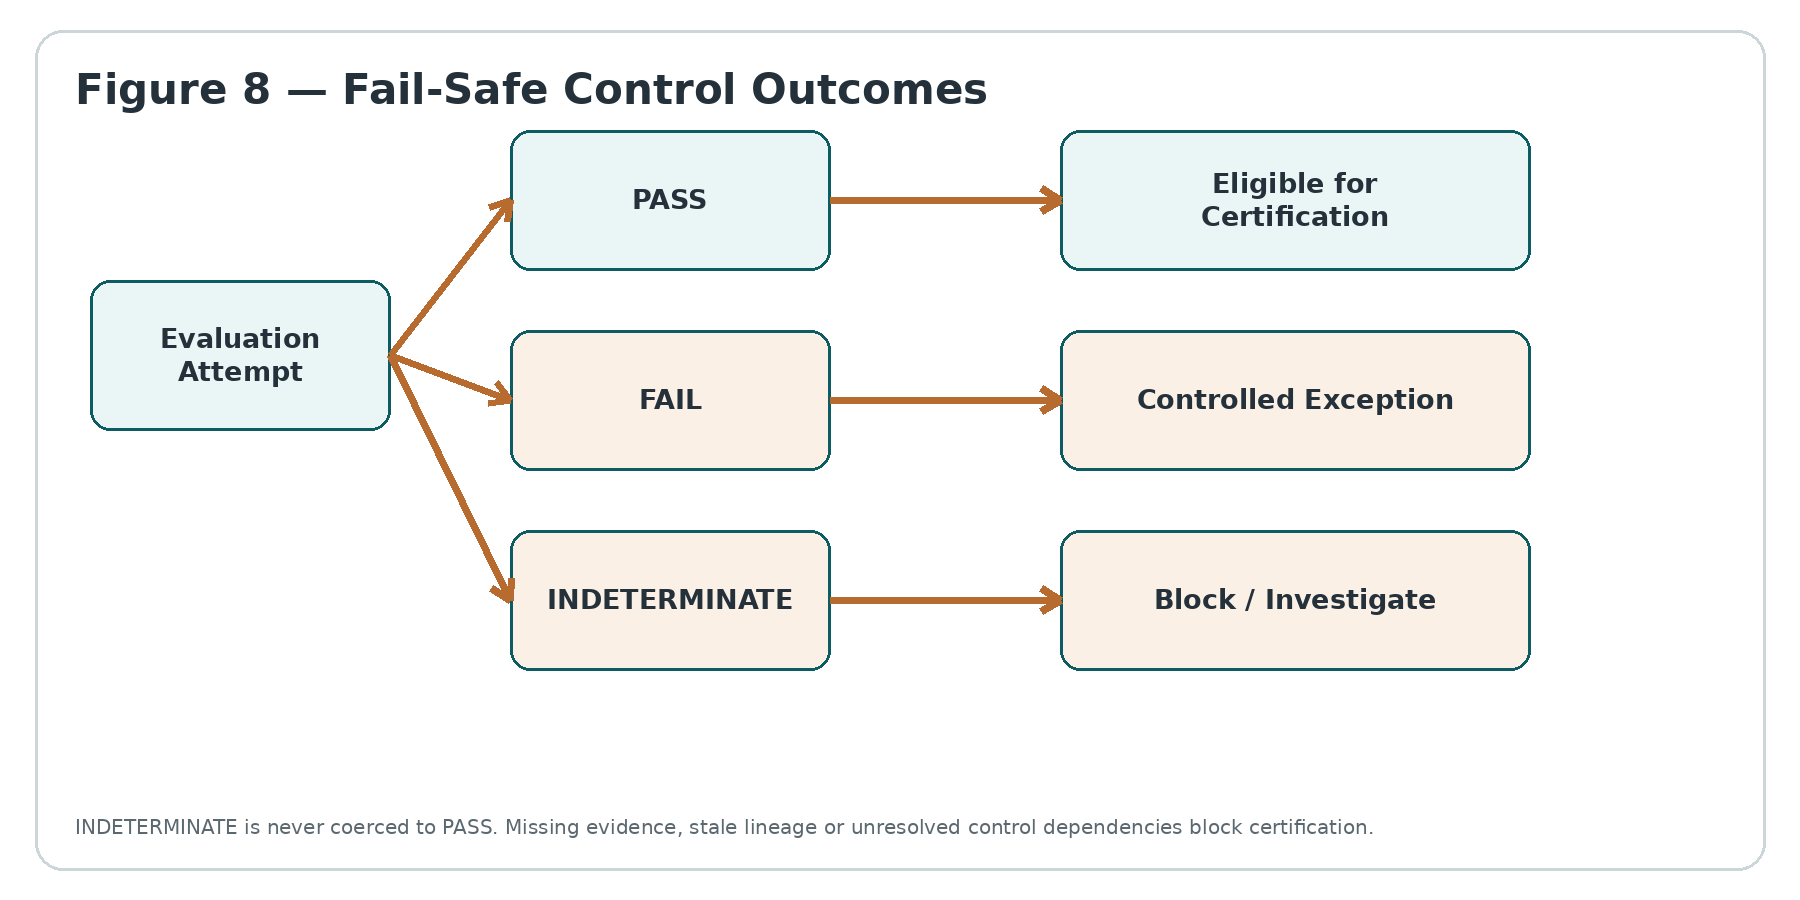 Figure 8 — Fail-Safe Control Outcomes
Evaluation
Attempt
PASS
Eligible for
Certification
FAIL
Controlled Exception
INDETERMINATE
Block / Investigate
INDETERMINATE is never coerced to PASS. Missing evidence, stale lineage or unresolved control dependencies block certification.